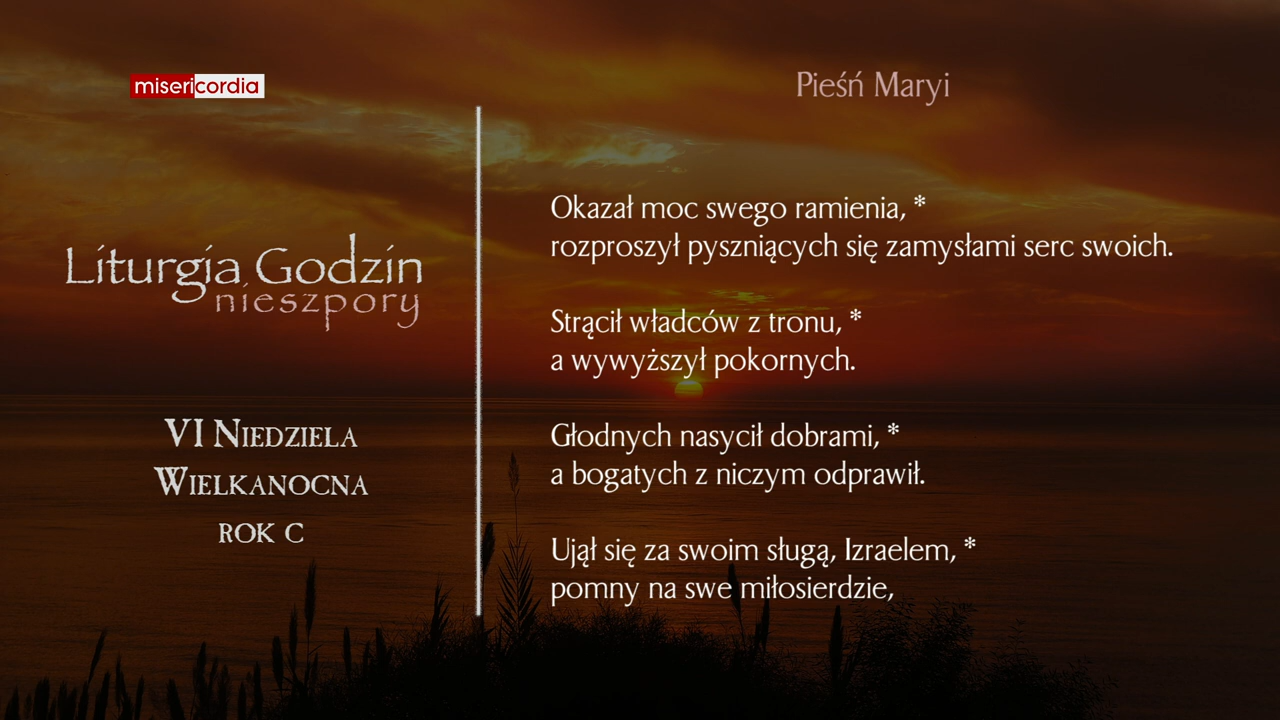 misericordia
Liturgia Godzin
nieszpory
VI Niedziela
Wielkanocna
rok C
Pieśń Maryi
Okazał moc swego ramienia, *
rozproszył pyszniących się zamysłami serc swoich.
Strącił władców z tronu, *
a wywyższył pokornych.
Głodnych nasycił dobrami, *
a bogatych z niczym odprawił.
Ujął się za swoim sługą, Izraelem, *
pomny na swe miłosierdzie,